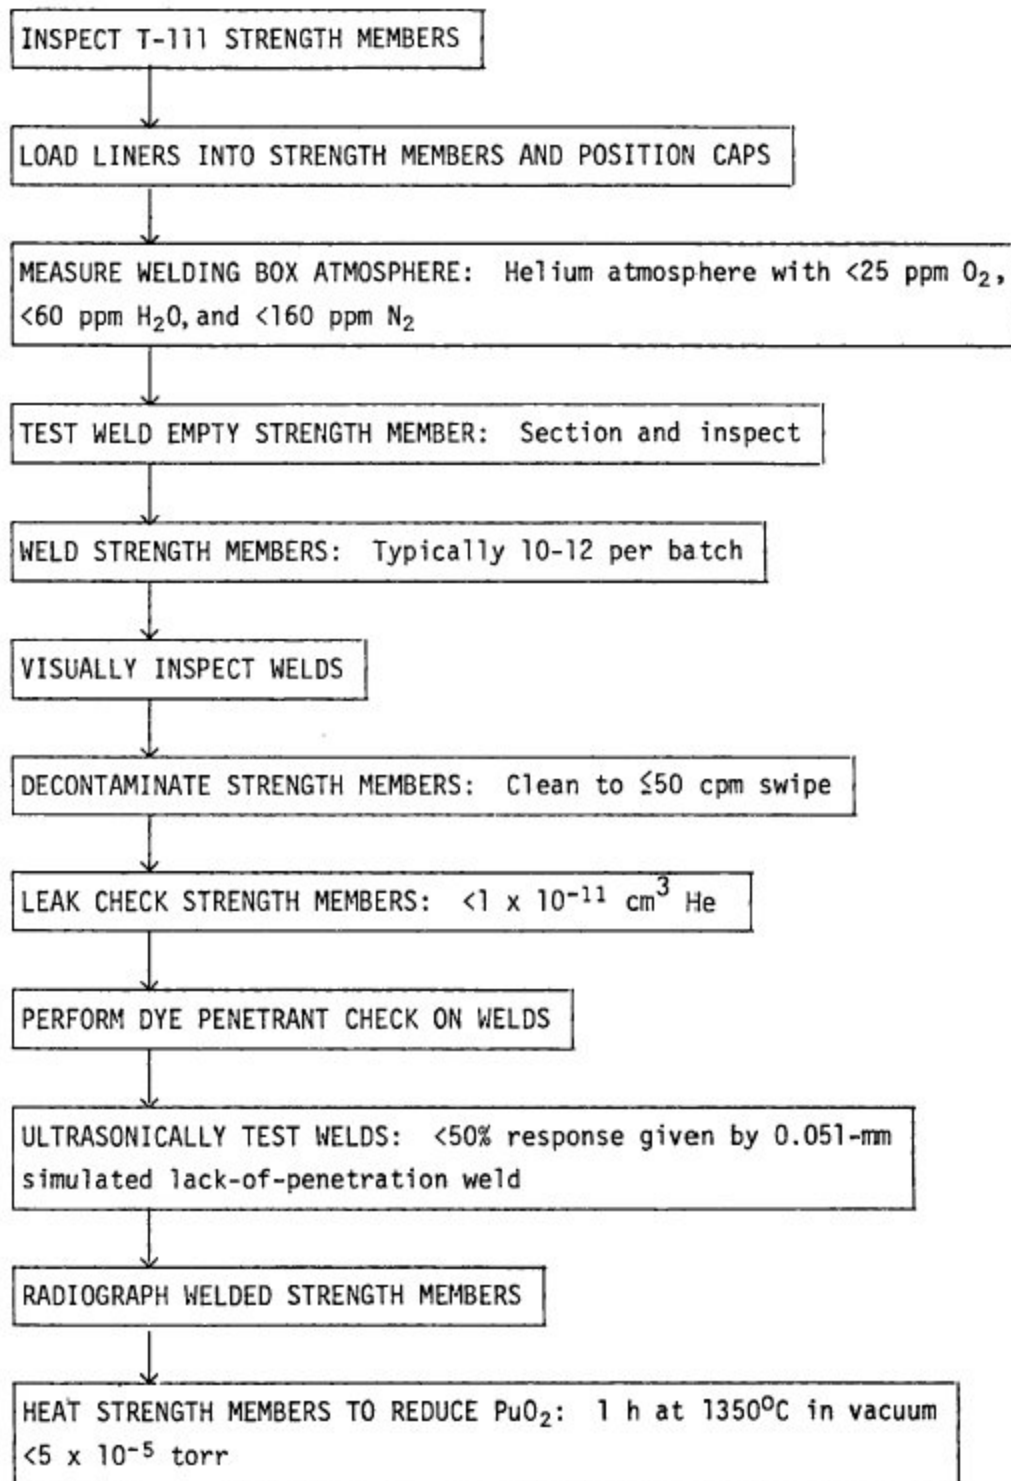 INSPECT T-111 STRENGTH MEMBERS
LOAD LINERS INTO STRENGTH MEMBERS AND POSITION CAPS
MEASURE WELDING BOX ATMOSPHERE: Helium atmosphere with <25 ppm O₂,
<60 ppm H₂O, and <160 ppm N₂
TEST WELD EMPTY STRENGTH MEMBER: Section and inspect
WELD STRENGTH MEMBERS: Typically 10-12 per batch
VISUALLY INSPECT WELDS
DECONTAMINATE STRENGTH MEMBERS: Clean to ≤50 cpm swipe
LEAK CHECK STRENGTH MEMBERS: <1 x 10⁻¹¹ cm³ He
PERFORM DYE PENETRANT CHECK ON WELDS
ULTRASONICALLY TEST WELDS: <50% response given by 0.051-mm
simulated lack-of-penetration weld
RADIOGRAPH WELDED STRENGTH MEMBERS
HEAT STRENGTH MEMBERS TO REDUCE PuO₂: 1 h at 1350⁰C in vacuum
<5 x 10⁻⁵ torr